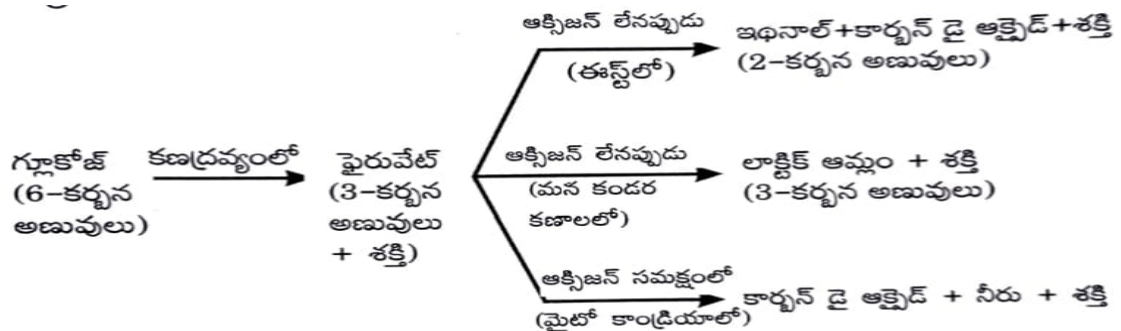 ఆక్సిజన్ లేనప్పుడు
(ఈస్ట్‌లో)
ఇథనాల్+కార్బన్ డై ఆక్సైడ్+శక్తి
(2-కర్బన అణువులు)
గ్లూకోజ్
(6-కర్బన
అణువులు)
కణద్రవ్యంలో
ఫైరువేట్
(3-కర్బన
అణువులు
+ శక్తి)
ఆక్సిజన్ లేనప్పుడు
(మన కండర
కణాలలో)
లాక్టిక్ ఆమ్లం + శక్తి
(3-కర్బన అణువులు)
ఆక్సిజన్ సమక్షంలో
(మైటో కాండ్రియాలో)
కార్బన్ డై ఆక్సైడ్ + నీరు + శక్తి